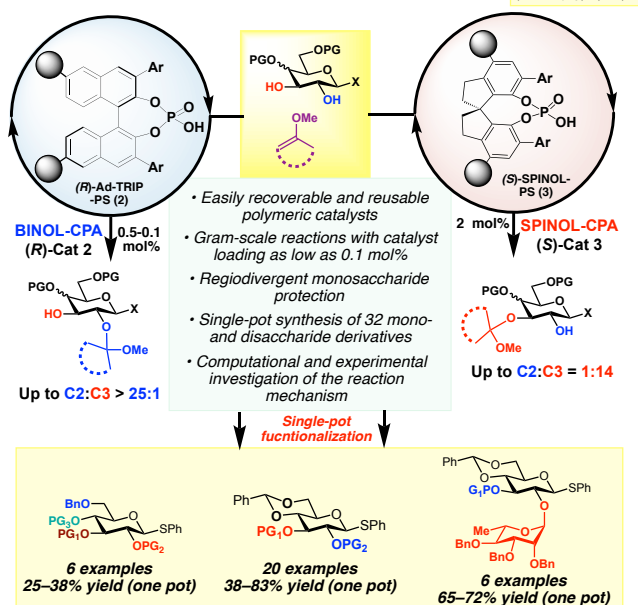 Ar
O
O
P
O
OH
Ar
(R)-Ad-TRIP
-PS (2)
OPG
PGO
O
HO
X
OH
OMe
Ar
O
O
P
O
OH
Ar
(S)-SPINOL-
PS (3)
BINOL-CPA
(R)-Cat 2
0.5-0.1
mol%
• Easily recoverable and reusable
polymeric catalysts
• Gram-scale reactions with catalyst
loading as low as 0.1 mol%
• Regiodivergent monosaccharide
protection
• Single-pot synthesis of 32 mono-
and disaccharide derivatives
• Computational and experimental
investigation of the reaction
mechanism
2 mol%
SPINOL-CPA
(S)-Cat 3
OPG
PGO
O
HO
X
O
OMe
Up to C2:C3 > 25:1
OPG
PGO
O
O
X
OH
OMe
Up to C2:C3 = 1:14
Single-pot
fucntionalization
BnO
PG3O
O
PG1O
SPh
OPG2
6 examples
25–38% yield (one pot)
Ph
O
O
O
PG1O
SPh
OPG2
20 examples
38–83% yield (one pot)
Ph
O
O
O
G1PO
SPh
O
Me
O
BnO
BnO
OBn
6 examples
65–72% yield (one pot)